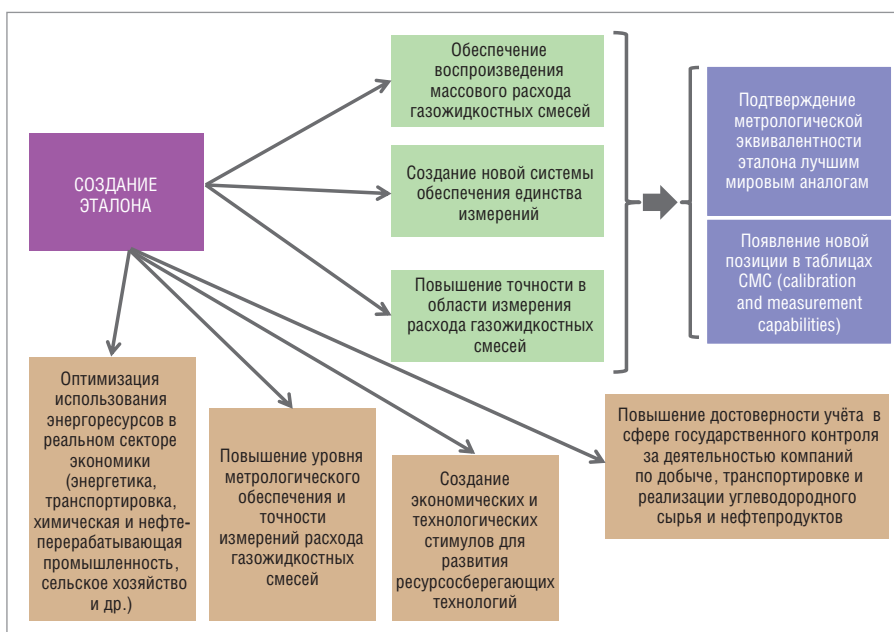 СОЗДАНИЕ
ЭТАЛОНА
Обеспечение
воспроизведения
массового расхода
газожидкостных смесей
Создание новой системы
обеспечения единства
измерений
Повышение точности в
области измерения
расхода газожидкостных
смесей
Подтверждение
метрологической
эквивалентности
эталона лучшим
мировым аналогам
Появление новой
позиции в таблицах
СМС (calibration
and measurement
capabilities)
Оптимизация
использования
энергоресурсов в
реальном секторе
экономики
(энергетика,
транспортировка,
химическая и нефте-
перерабатывающая
промышленность,
сельское хозяйство
и др.)
Повышение уровня
метрологического
обеспечения и
точности
измерений расхода
газожидкостных
смесей
Создание
экономических и
технологических
стимулов для
развития
ресурсосберегающих
технологий
Повышение достоверности учёта в
сфере государственного контроля
за деятельностью компаний
по добыче, транспортировке и
реализации углеводородного
сырья и нефтепродуктов